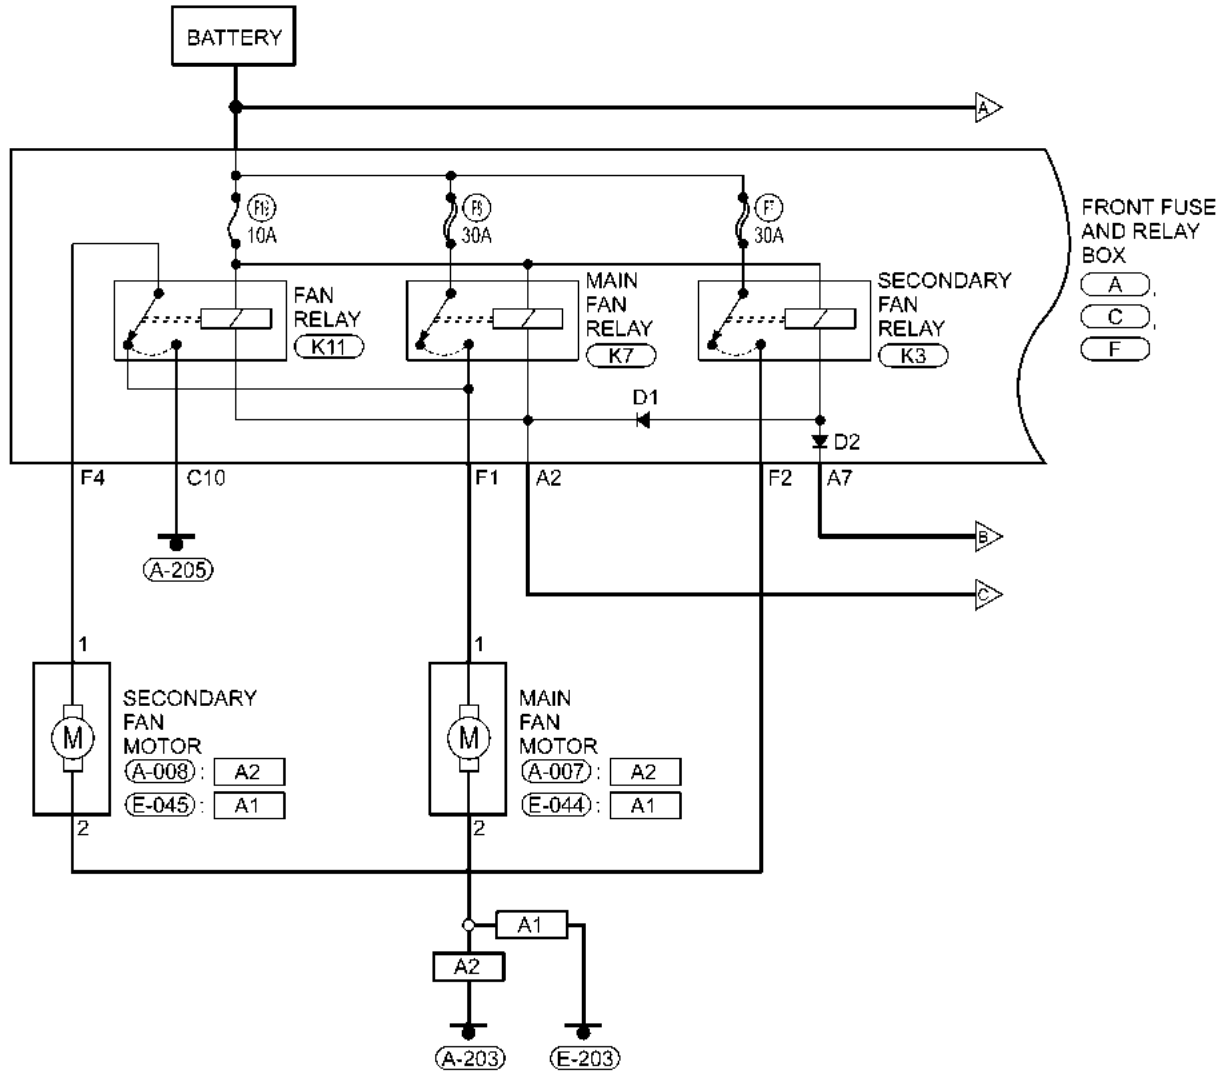 BATTERY
A
F19
10A
F6
30A
F7
30A
FRONT FUSE
AND RELAY
BOX
A,
C,
F
FAN
RELAY
K11
MAIN
FAN
RELAY
K7
SECONDARY
FAN
RELAY
K3
D1
D2
F4
C10
F1
A2
F2
A7
B
C
A-205
1
1
M
SECONDARY
FAN
MOTOR
A-008: A2
E-045: A1
M
MAIN
FAN
MOTOR
A-007: A2
E-044: A1
2
2
A1
A2
A-203
E-203